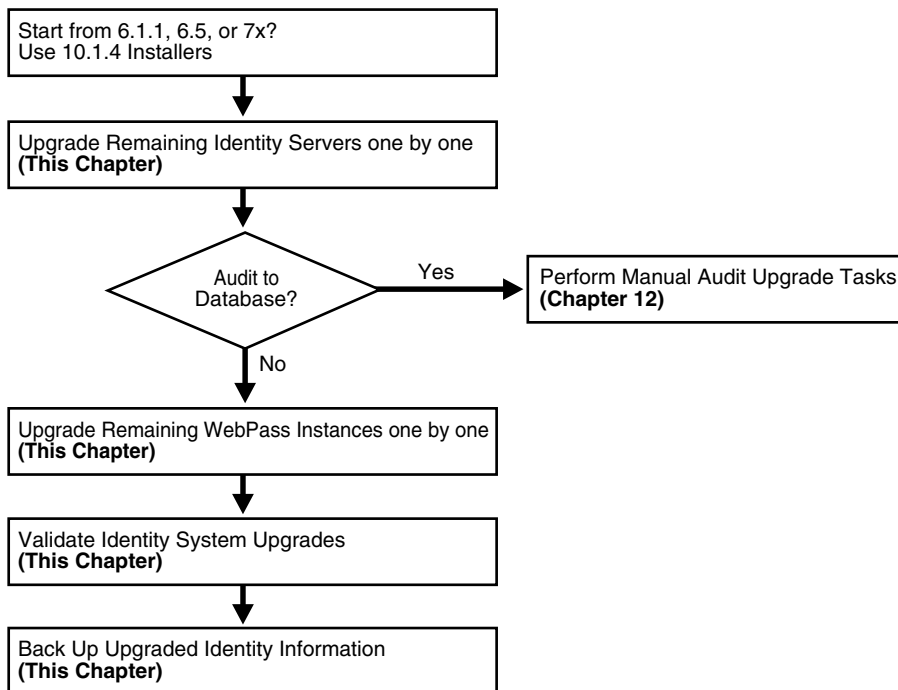 Start from 6.1.1, 6.5, or 7x?
Use 10.1.4 Installers
Upgrade Remaining Identity Servers one by one
(This Chapter)
Audit to
Database?
Yes
Perform Manual Audit Upgrade Tasks
(Chapter 12)
No
Upgrade Remaining WebPass Instances one by one
(This Chapter)
Validate Identity System Upgrades
(This Chapter)
Back Up Upgraded Identity Information
(This Chapter)